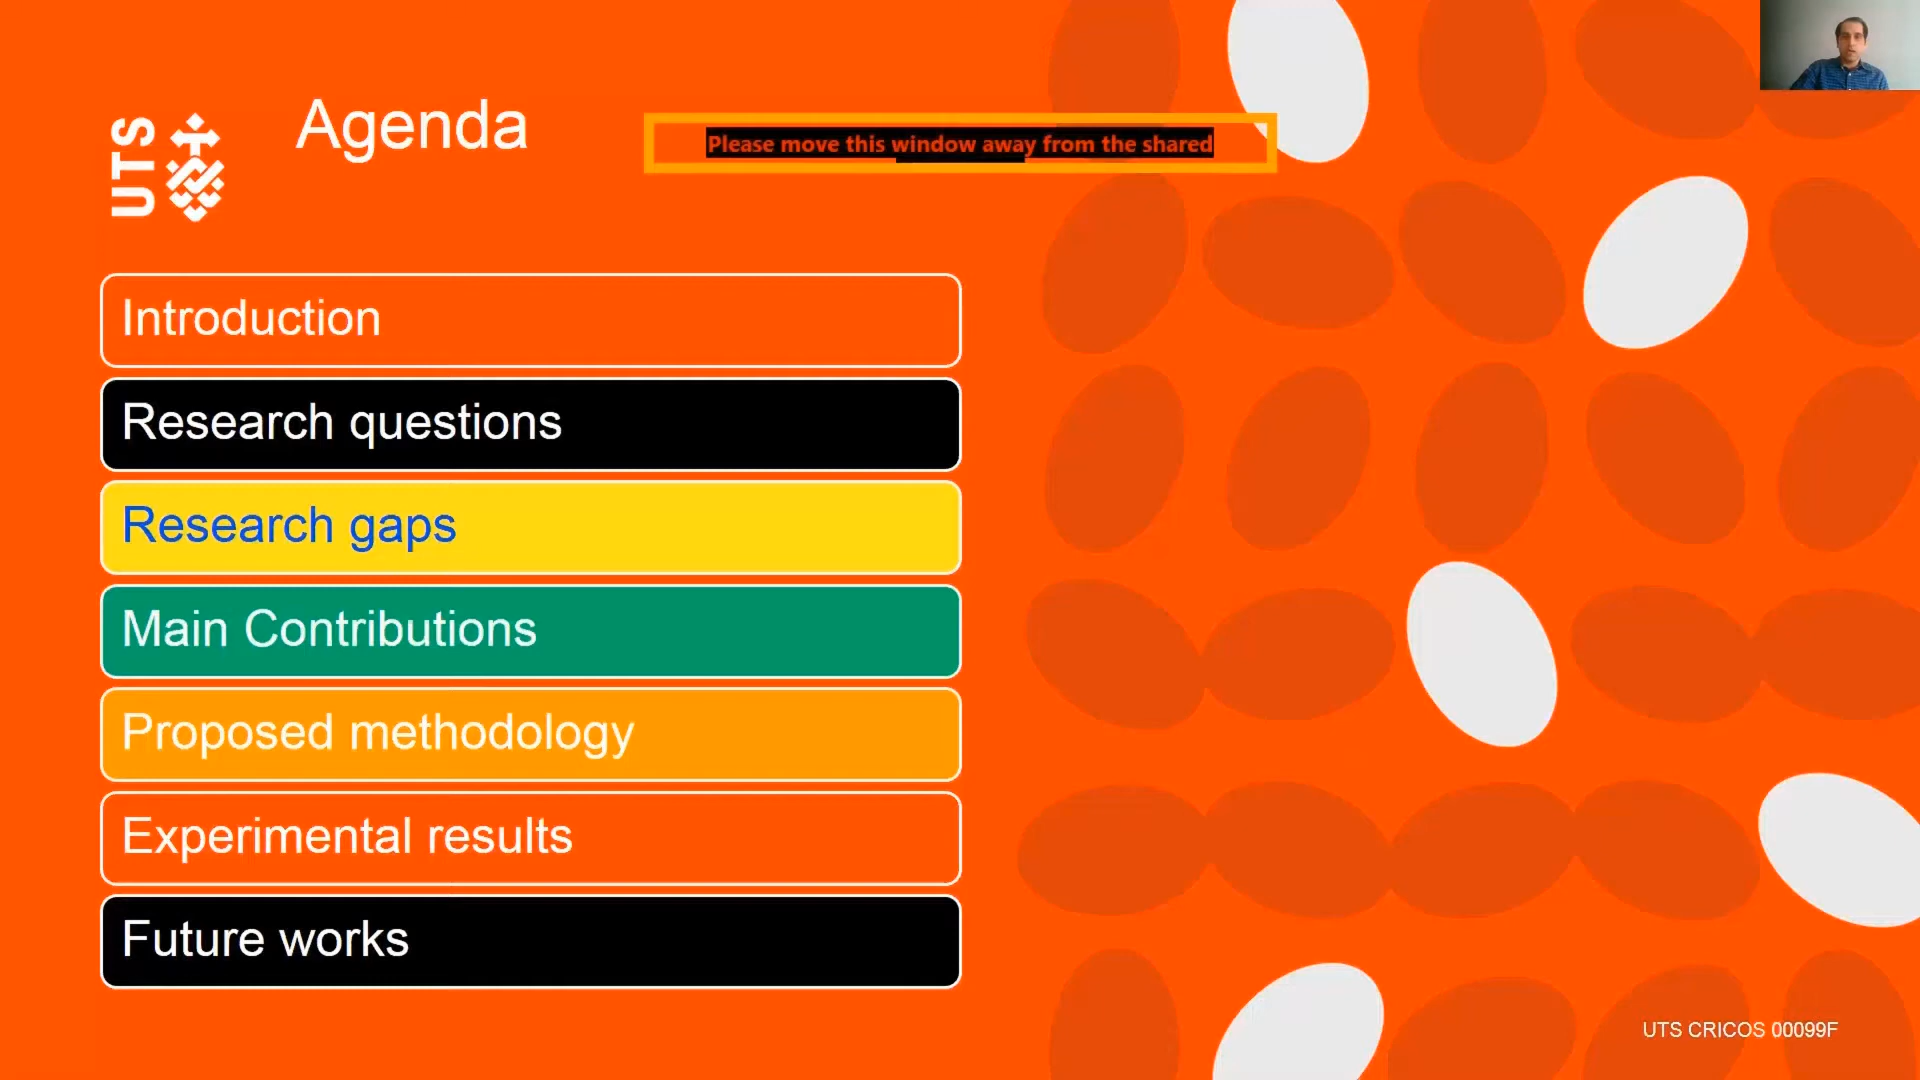 UTS
Agenda
Please move this window away from the shared
Introduction
Research questions
Research gaps
Main Contributions
Proposed methodology
Experimental results
Future works
UTS CRICOS 00099F